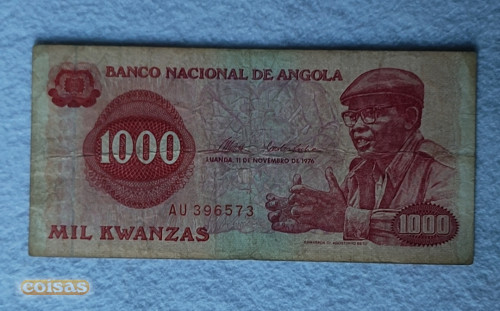 BANCO NACIONAL DE ANGOLA
1000
LUANDA, 11 DE NOVEMBRO DE 1976
AU 396573
MIL KWANZAS
1000
coisas